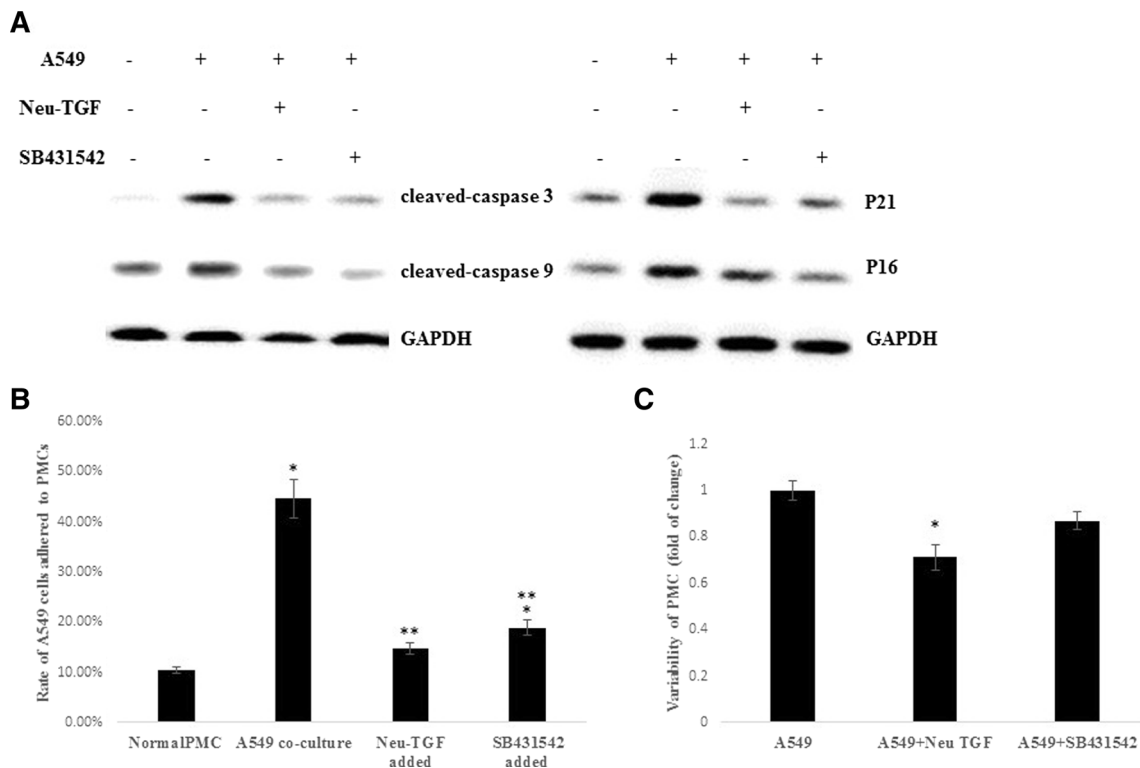 A
A549 - + + + - + + +
Neu-TGF - - + - - - + -
SB431542 - - - + - - - +
cleaved-caspase 3 P21
cleaved-caspase 9 P16
GAPDH GAPDH
B
Rate of A549 cells adhered to PMCs
60.00%
50.00%
40.00%
30.00%
20.00%
10.00%
0.00%
*
**
**
*
NormalPMC A549 co-culture Neu-TGF added SB431542 added
C
Variability of PMC (fold of change)
1.2
1
0.8
0.6
0.4
0.2
0
*
A549 A549+Neu TGF A549+SB431542